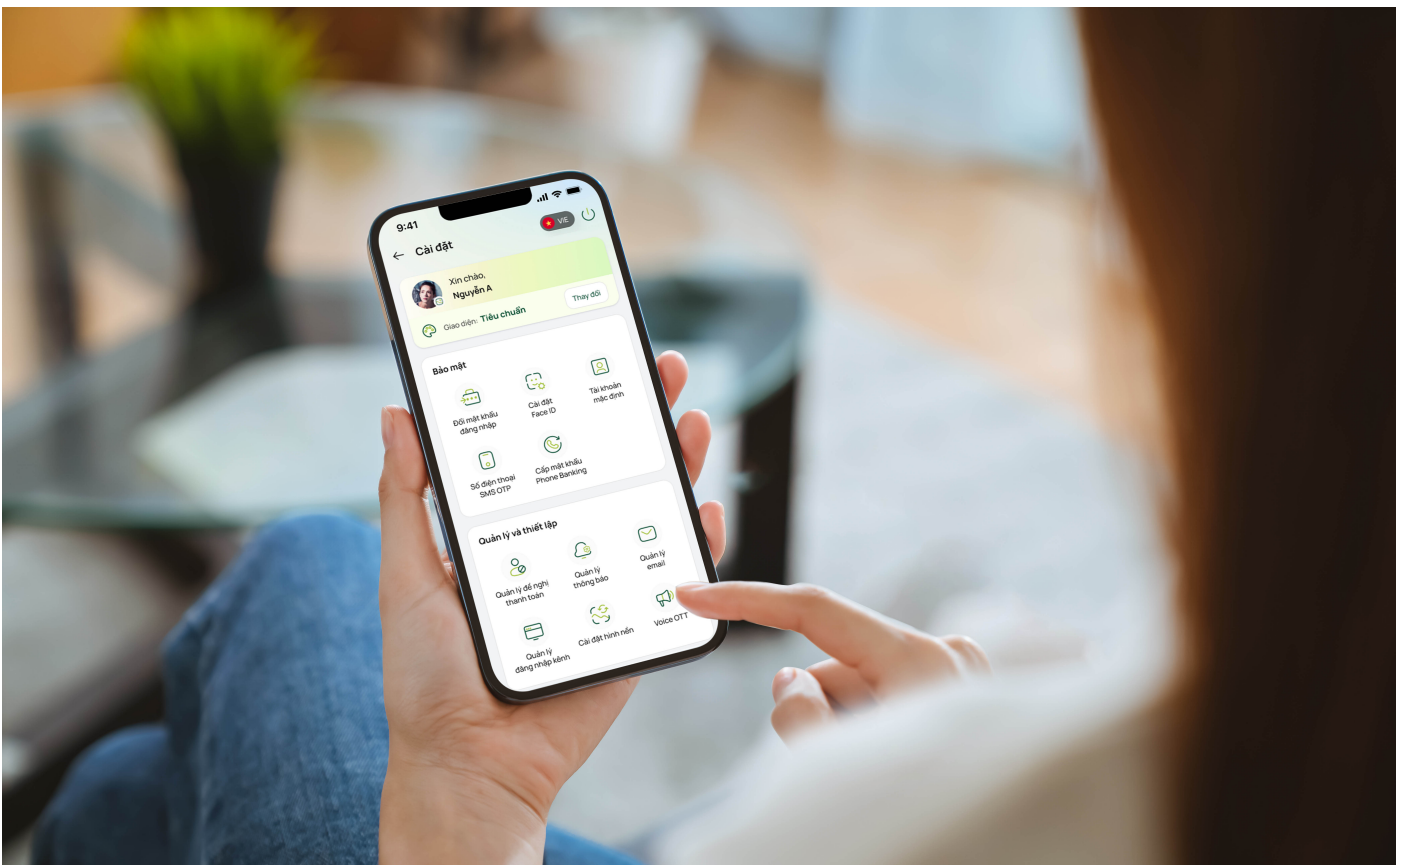 9:41
VIE
Cài đặt
Xin chào,
Nguyễn A
Giao diện: Tiêu chuẩn
Thay đổi
Bảo mật
Đổi mật khẩu
đăng nhập
Cài đặt
Face ID
Tài khoản
mặc định
Số điện thoại
SMS OTP
Cấp mật khẩu
Phone Banking
Quản lý và thiết lập
Quản lý đề nghị
thanh toán
Quản lý
thông báo
Quản lý
email
Quản lý
đăng nhập kênh
Cài đặt hình nền
Voice OTT